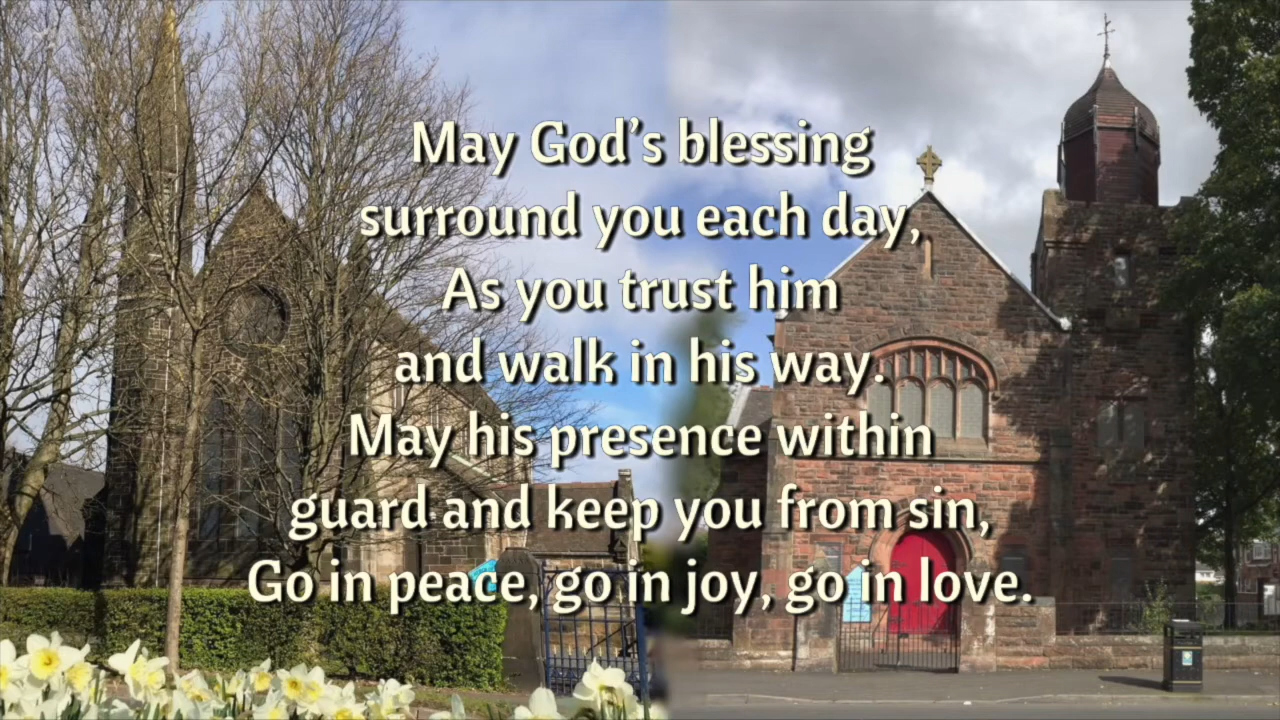 May God’s blessing
surround you each day,
As you trust him
and walk in his way.
May his presence within
guard and keep you from sin,
Go in peace, go in joy, go in love.